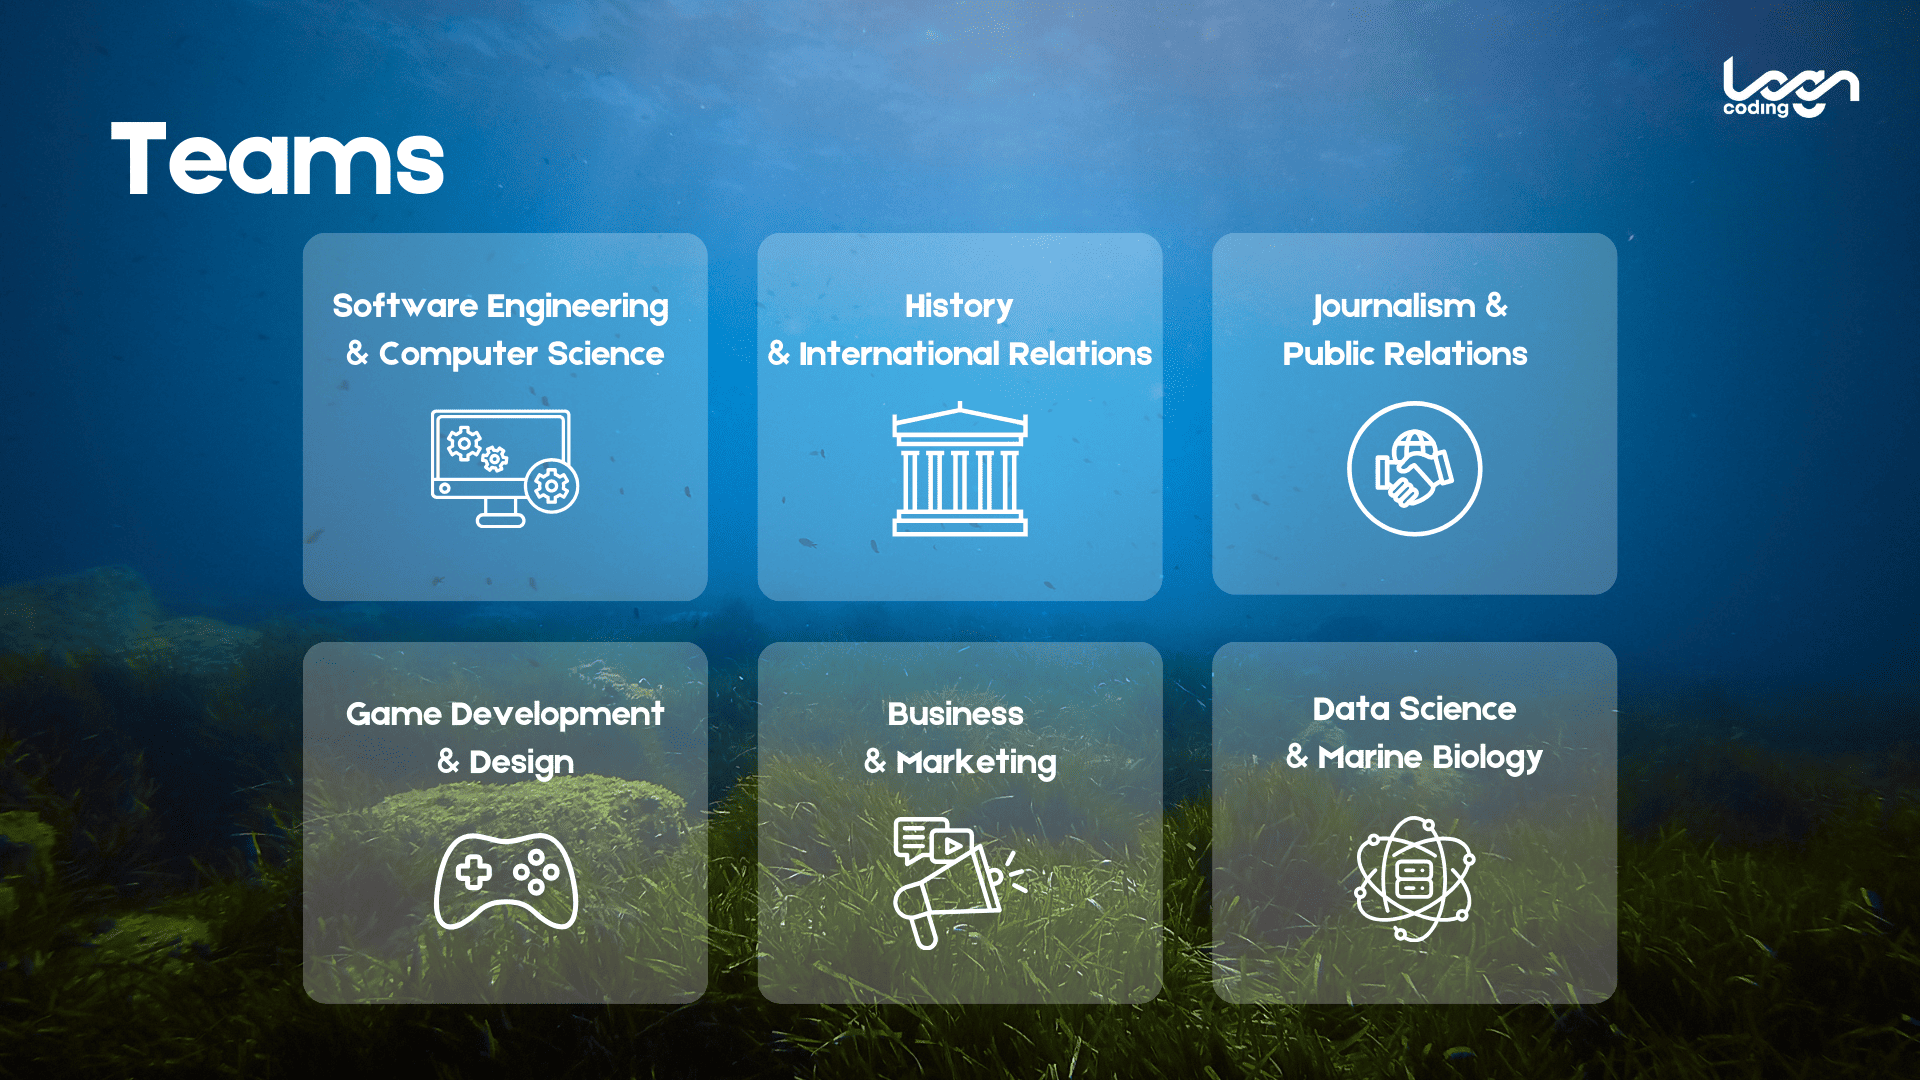 logn
coding
Teams
Software Engineering
& Computer Science
History
& International Relations
Journalism &
Public Relations
Game Development
& Design
Business
& Marketing
Data Science
& Marine Biology